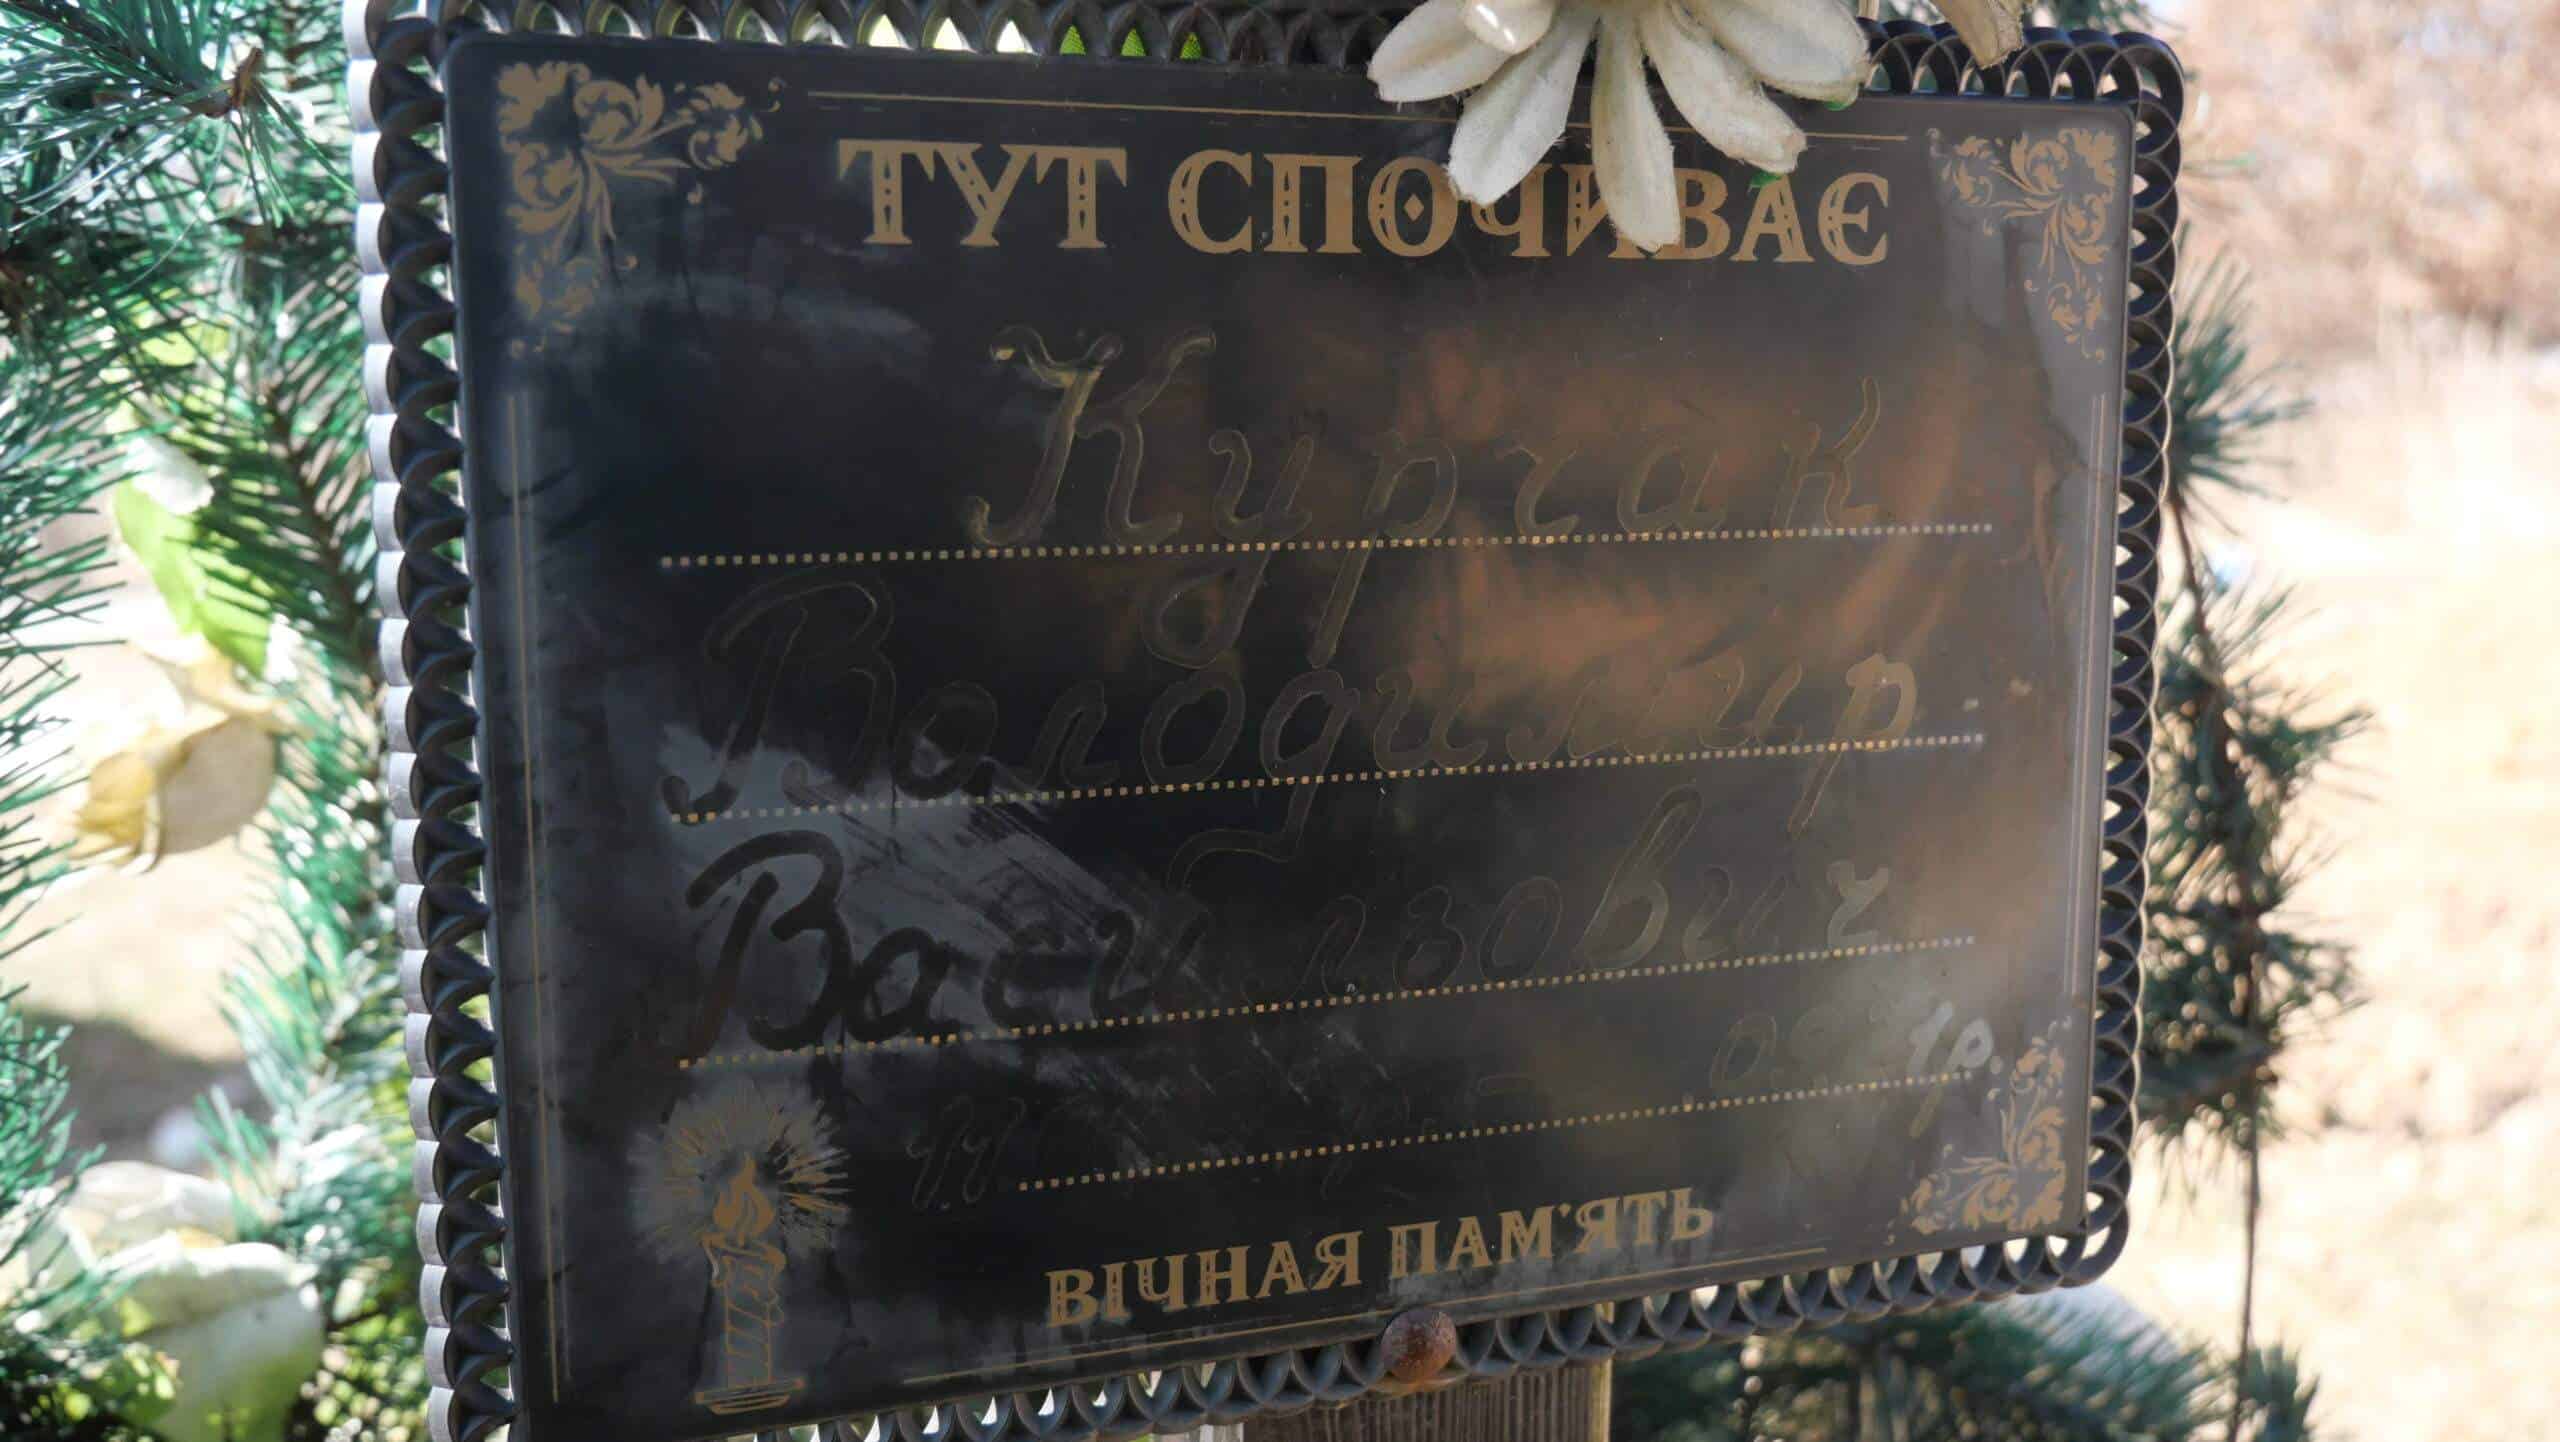 ТУТ СПОЧИВАЄ
Курчак
Володимир
Васильович
ВІЧНАЯ ПАМ'ЯТЬ